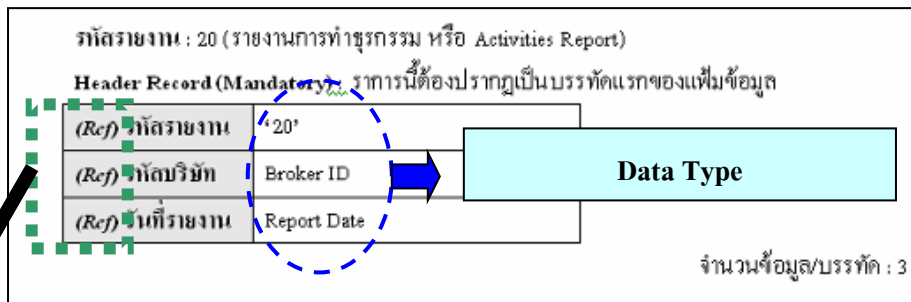 รหัสรายงาน : 20 (รายงานการทำธุรกรรม หรือ Activities Report)
Header Record (Mandatory) : ราการนี้ต้องปรากฏเป็นบรรทัดแรกของแฟ้มข้อมูล
(Ref) รหัสรายงาน ‘20’
(Ref) รหัสบริษัท Broker ID
Data Type
(Ref) วันที่รายงาน Report Date
จำนวนข้อมูล/บรรทัด : 3